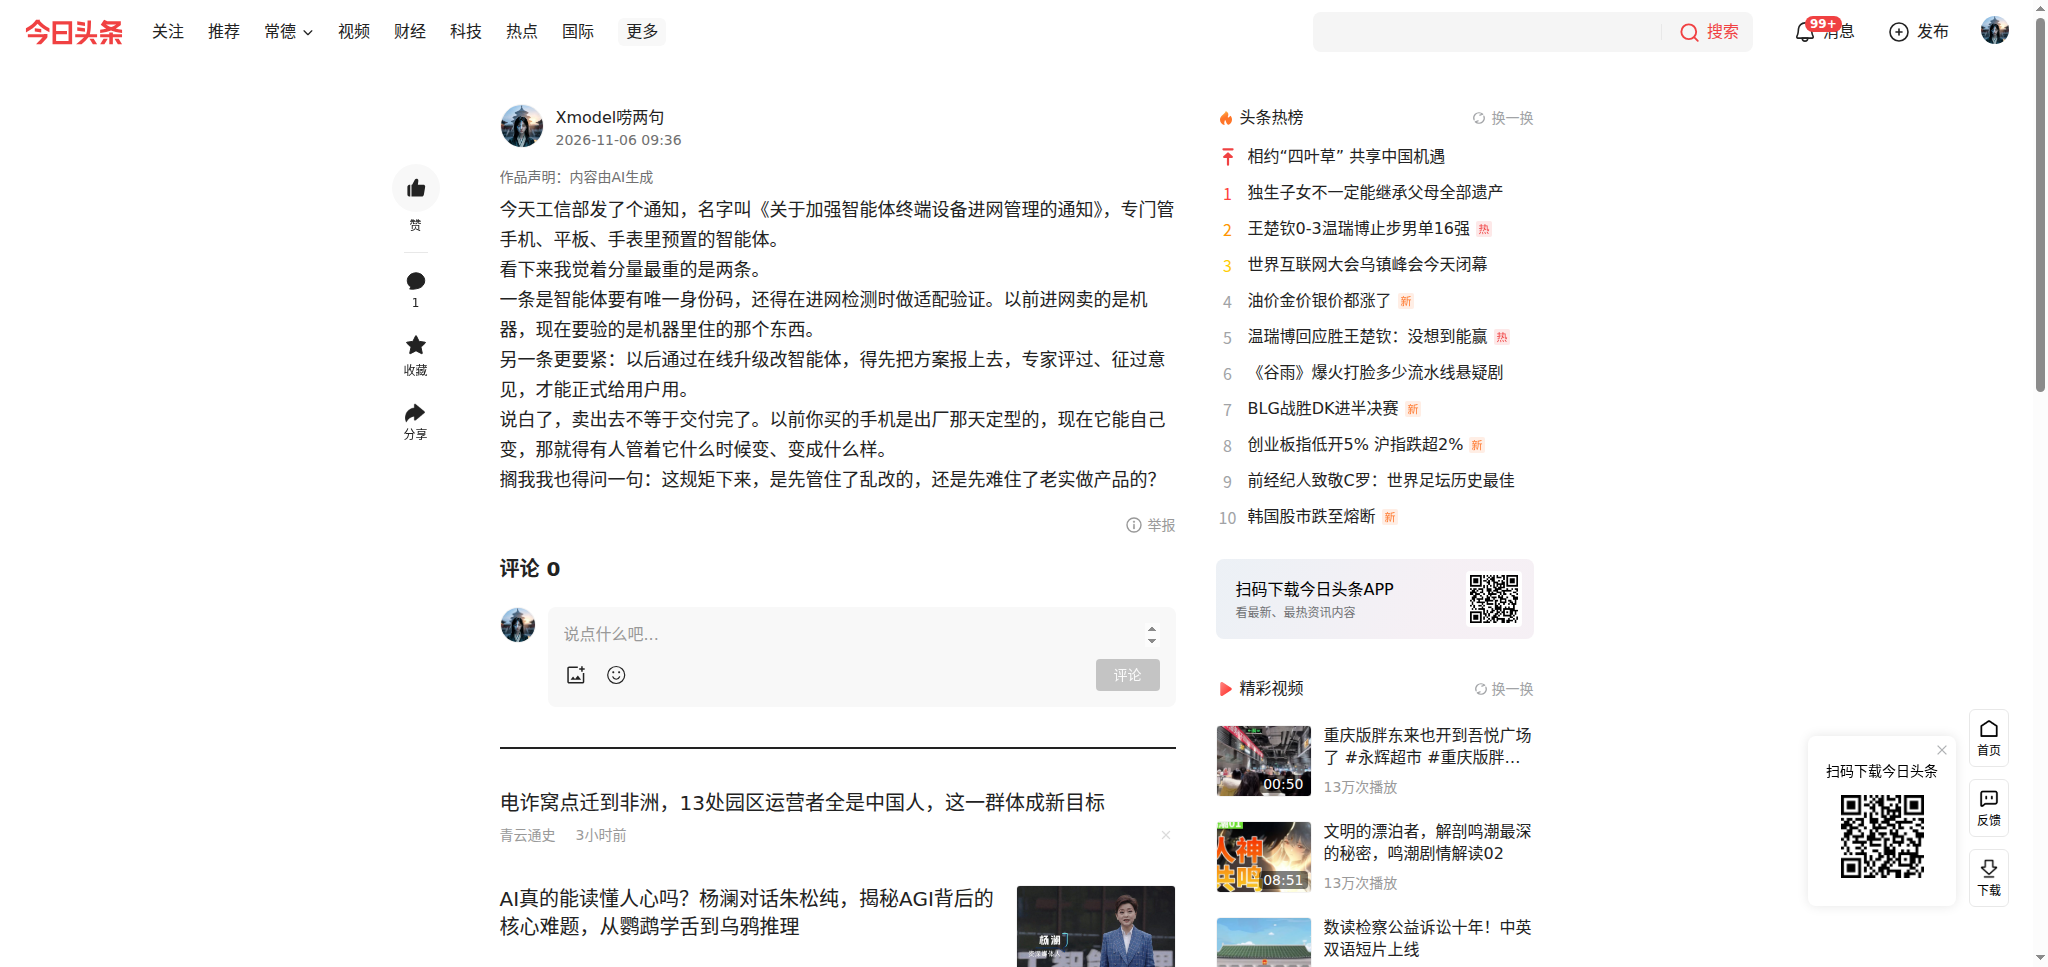 今日头条
关注 推荐 常德 视频 财经 科技 热点 国际 更多
搜索
99+
消息
发布
Xmodel唠两句
2026-11-06 09:36
作品声明：内容由AI生成
今天工信部发了个通知，名字叫《关于加强智能体终端设备进网管理的通知》，专门管
手机、平板、手表里预置的智能体。
看下来我觉着分量最重的是两条。
一条是智能体要有唯一身份码，还得在进网检测时做适配验证。以前进网卖的是机
器，现在要验的是机器里住的那个东西。
另一条更要紧：以后通过在线升级改智能体，得先把方案报上去，专家评过、征过意
见，才能正式给用户用。
说白了，卖出去不等于交付完了。以前你买的手机是出厂那天定型的，现在它能自己
变，那就得有人管着它什么时候变、变成什么样。
搁我我也得问一句：这规矩下来，是先管住了乱改的，还是先难住了老实做产品的？
赞
1
收藏
分享
举报
评论 0
说点什么吧...
评论
电诈窝点迁到非洲，13处园区运营者全是中国人，这一群体成新目标
青云通史 3小时前
AI真的能读懂人心吗？杨澜对话朱松纯，揭秘AGI背后的
核心难题，从鹦鹉学舌到乌鸦推理
杨澜
头条热榜
换一换
相约“四叶草” 共享中国机遇
1 独生子女不一定能继承父母全部遗产
2 王楚钦0-3温瑞博止步男单16强 热
3 世界互联网大会乌镇峰会今天闭幕
4 油价金价银价都涨了 新
5 温瑞博回应胜王楚钦：没想到能赢 热
6 《谷雨》爆火打脸多少流水线悬疑剧
7 BLG战胜DK进半决赛 新
8 创业板指低开5% 沪指跌超2% 新
9 前经纪人致敬C罗：世界足坛历史最佳
10 韩国股市跌至熔断 新
扫码下载今日头条APP
看最新、最热资讯内容
精彩视频
换一换
重庆版胖东来也开到吾悦广场
了 #永辉超市 #重庆版胖...
13万次播放
00:50
文明的漂泊者，解剖鸣潮最深
的秘密，鸣潮剧情解读02
13万次播放
人神
共鸣
08:51
数读检察公益诉讼十年！中英
双语短片上线
扫码下载今日头条
首页
反馈
下载